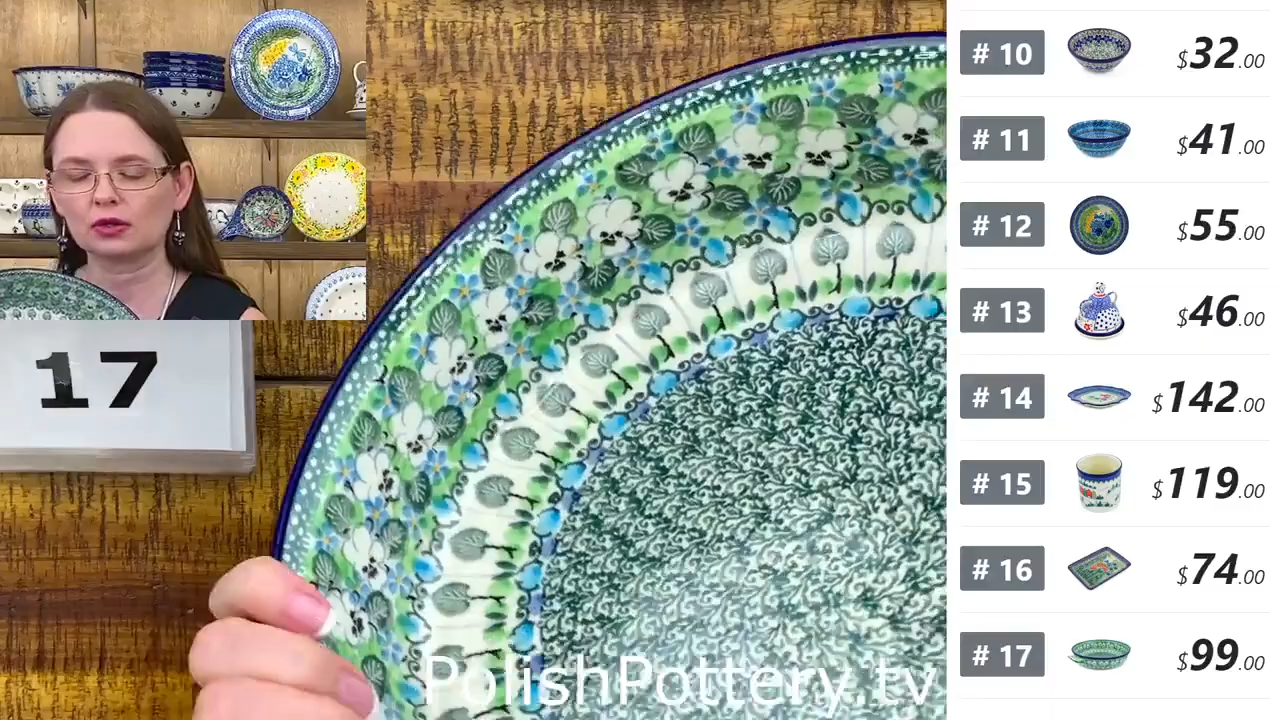 17
PolishPottery.tv
# 10 $32.00
# 11 $41.00
# 12 $55.00
# 13 $46.00
# 14 $142.00
# 15 $119.00
# 16 $74.00
# 17 $99.00